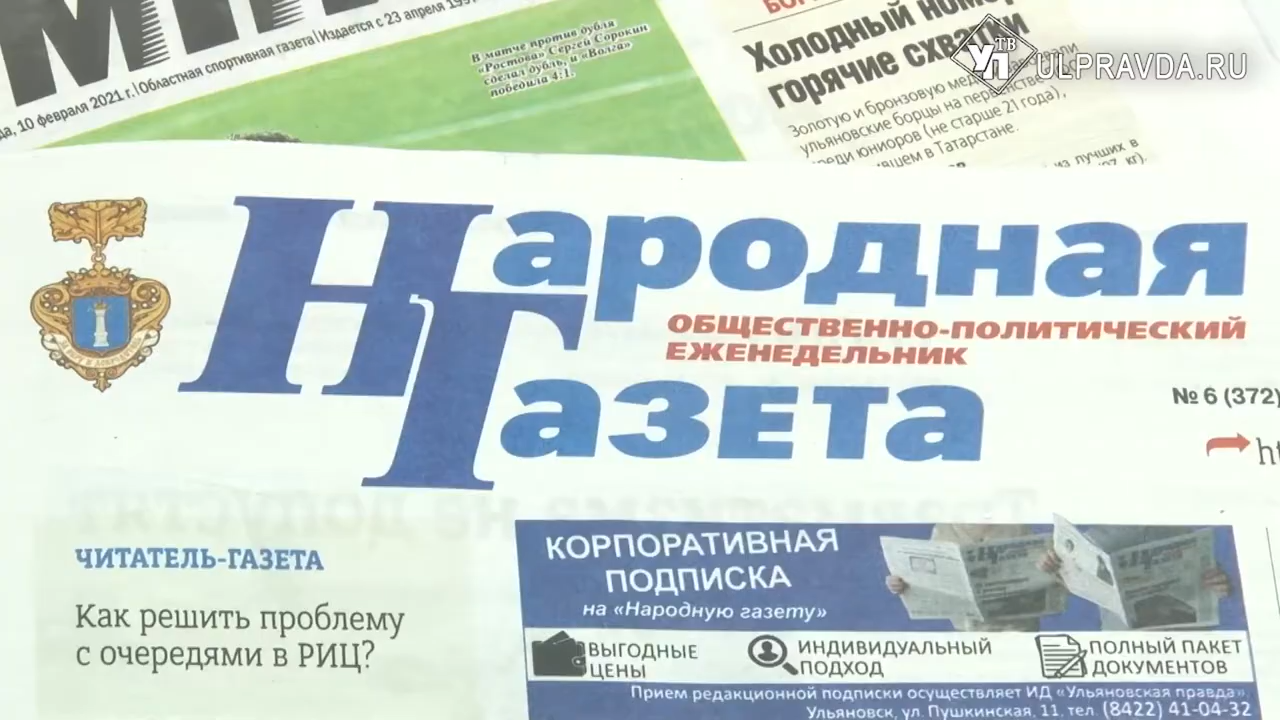 10 февраля 2021 г. | Областная спортивная газета | Издается с 23 апреля
В матче против дубля
«Ростова» Сергей Сорокин
сделал дубль, и «Волга»
победила 4:1.
Холодный
горячие схватки
Золотую и бронзовую
ульяновские борцы на
(не старше 21 года),
в Татарстане.
из лучших в
кг).
УП ТВ ULPRAVDA.RU
Народная
ОБЩЕСТВЕННО-ПОЛИТИЧЕСКИЙ
ЕЖЕНЕДЕЛЬНИК
Газета
№ 6 (372)
ЧИТАТЕЛЬ-ГАЗЕТА
Как решить проблему
с очередями в РИЦ?
КОРПОРАТИВНАЯ
ПОДПИСКА
на «Народную газету»
ВЫГОДНЫЕ
ЦЕНЫ
ИНДИВИДУАЛЬНЫЙ
ПОДХОД
ПОЛНЫЙ ПАКЕТ
ДОКУМЕНТОВ
Прием редакционной подписки осуществляет ИД «Ульяновская правда».
Ульяновск, ул. Пушкинская, 11, тел. (8422) 41-04-32